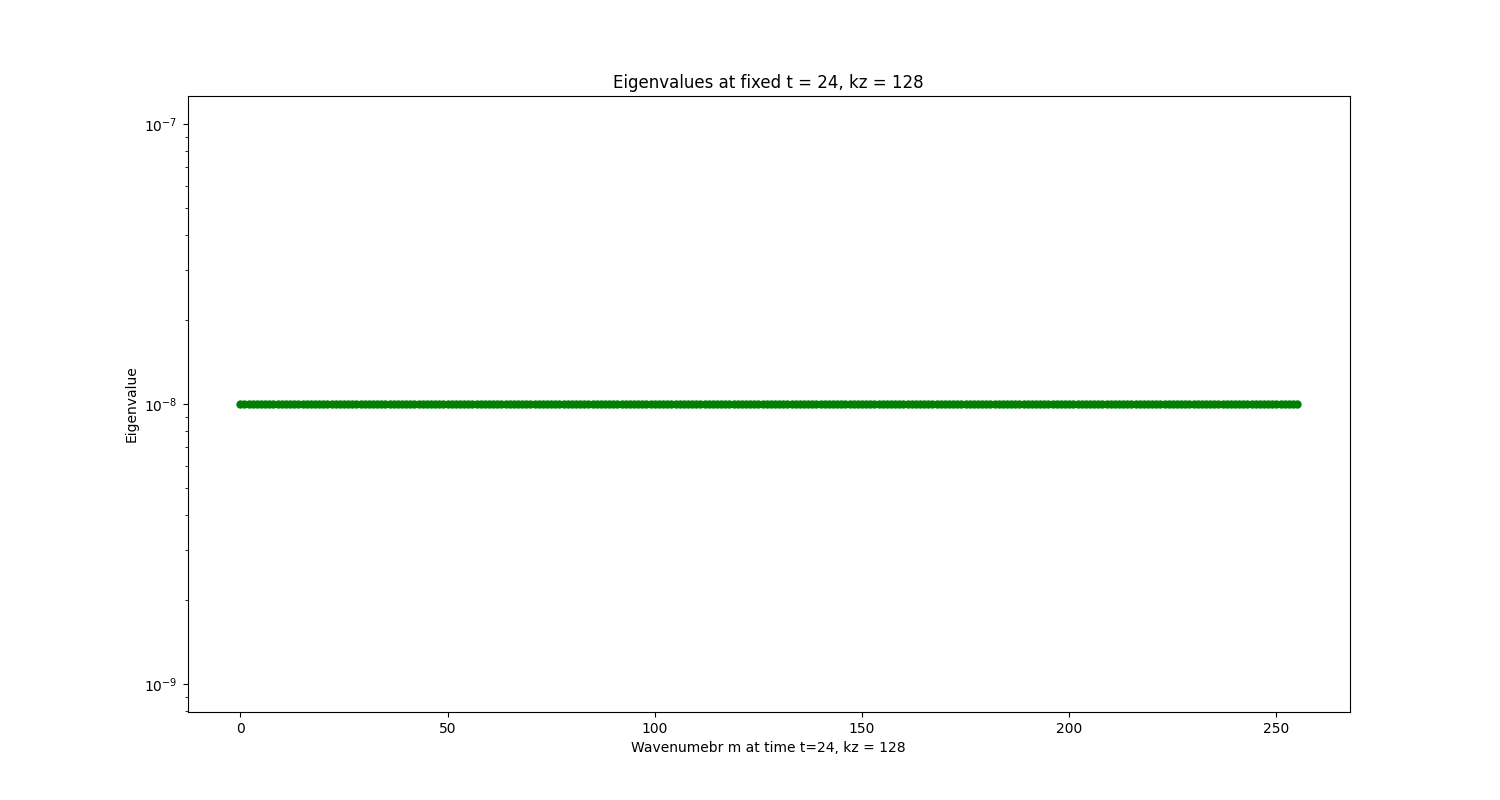 Eigenvalues at fixed t = 24, kz = 128
10⁻⁷
10⁻⁸
10⁻⁹
Eigenvalue
0 50 100 150 200 250
Wavenumebr m at time t=24, kz = 128